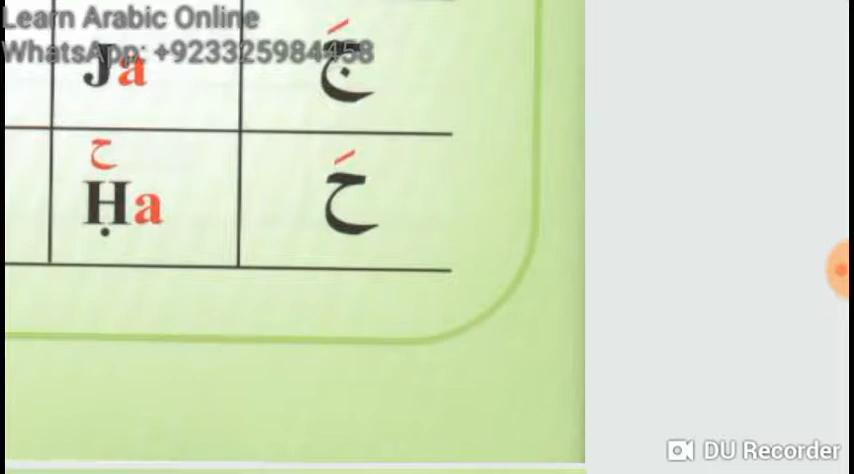 Learn Arabic Online
WhatsApp: +923325984458
Ja جَ
ح
Ḥa حَ
DU Recorder